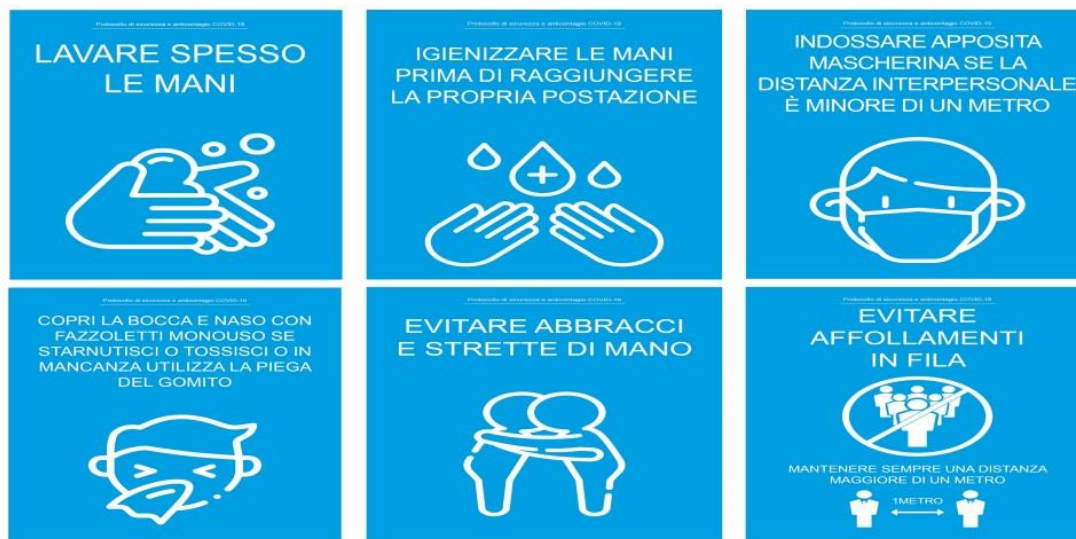 Protocollo di sicurezza e anticontagio COVID-19
LAVARE SPESSO
LE MANI
Protocollo di sicurezza e anticontagio COVID-19
IGIENIZZARE LE MANI
PRIMA DI RAGGIUNGERE
LA PROPRIA POSTAZIONE
Protocollo di sicurezza e anticontagio COVID-19
INDOSSARE APPOSITA
MASCHERINA SE LA
DISTANZA INTERPERSONALE
È MINORE DI UN METRO
Protocollo di sicurezza e anticontagio COVID-19
COPRI LA BOCCA E NASO CON
FAZZOLETTI MONOUSO SE
STARNUTISCI O TOSSISCI O IN
MANCANZA UTILIZZA LA PIEGA
DEL GOMITO
Protocollo di sicurezza e anticontagio COVID-19
EVITARE ABBRACCI
E STRETTE DI MANO
Protocollo di sicurezza e anticontagio COVID-19
EVITARE
AFFOLLAMENTI
IN FILA
MANTENERE SEMPRE UNA DISTANZA
MAGGIORE DI UN METRO
1METRO